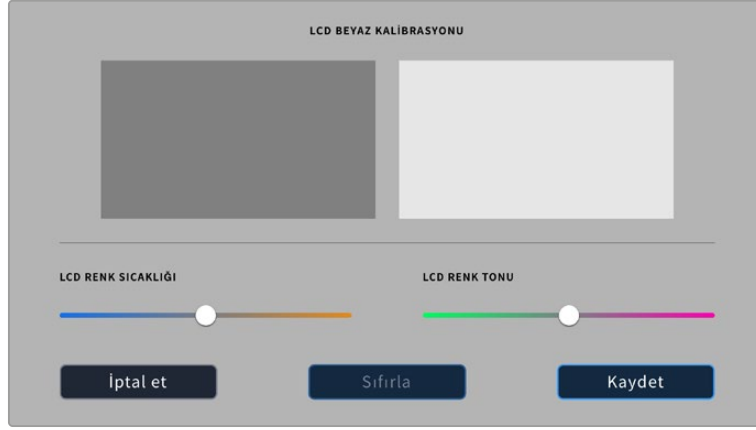 LCD BEYAZ KALİBRASYONU
LCD RENK SICAKLIĞI
LCD RENK TONU
İptal et
Sıfırla
Kaydet